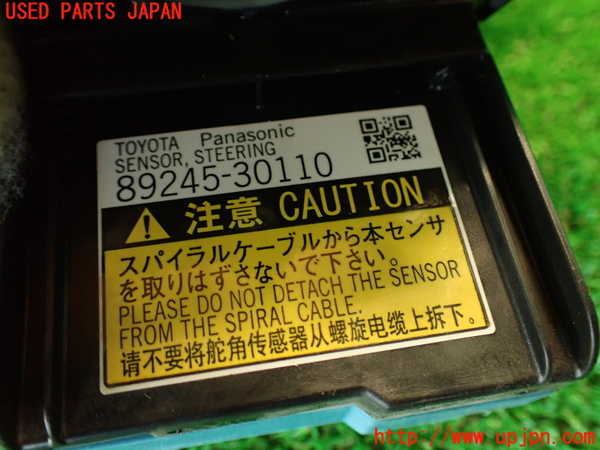 USED PARTS JAPAN
TOYOTA Panasonic
SENSOR, STEERING
89245-30110
注意 CAUTION
スパイラルケーブルから本センサ
を取りはずさないで下さい。
PLEASE DO NOT DETACH THE SENSOR
FROM THE SPIRAL CABLE.
请不要将舵角传感器从螺旋电缆上拆下。
http://www.upjpn.com/